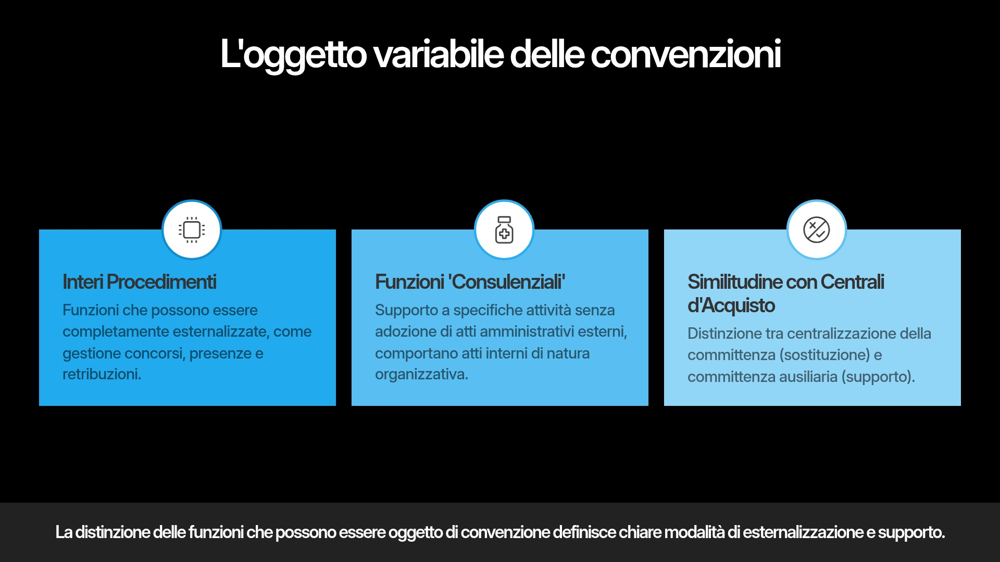 L'oggetto variabile delle convenzioni
Interi Procedimenti
Funzioni che possono essere
completamente esternalizzate, come
gestione concorsi, presenze e
retribuzioni.
Funzioni 'Consulenziali'
Supporto a specifiche attività senza
adozione di atti amministrativi esterni,
comportano atti interni di natura
organizzativa.
Similitudine con Centrali
d'Acquisto
Distinzione tra centralizzazione della
committenza (sostituzione) e
committenza ausiliaria (supporto).
La distinzione delle funzioni che possono essere oggetto di convenzione definisce chiare modalità di esternalizzazione e supporto.